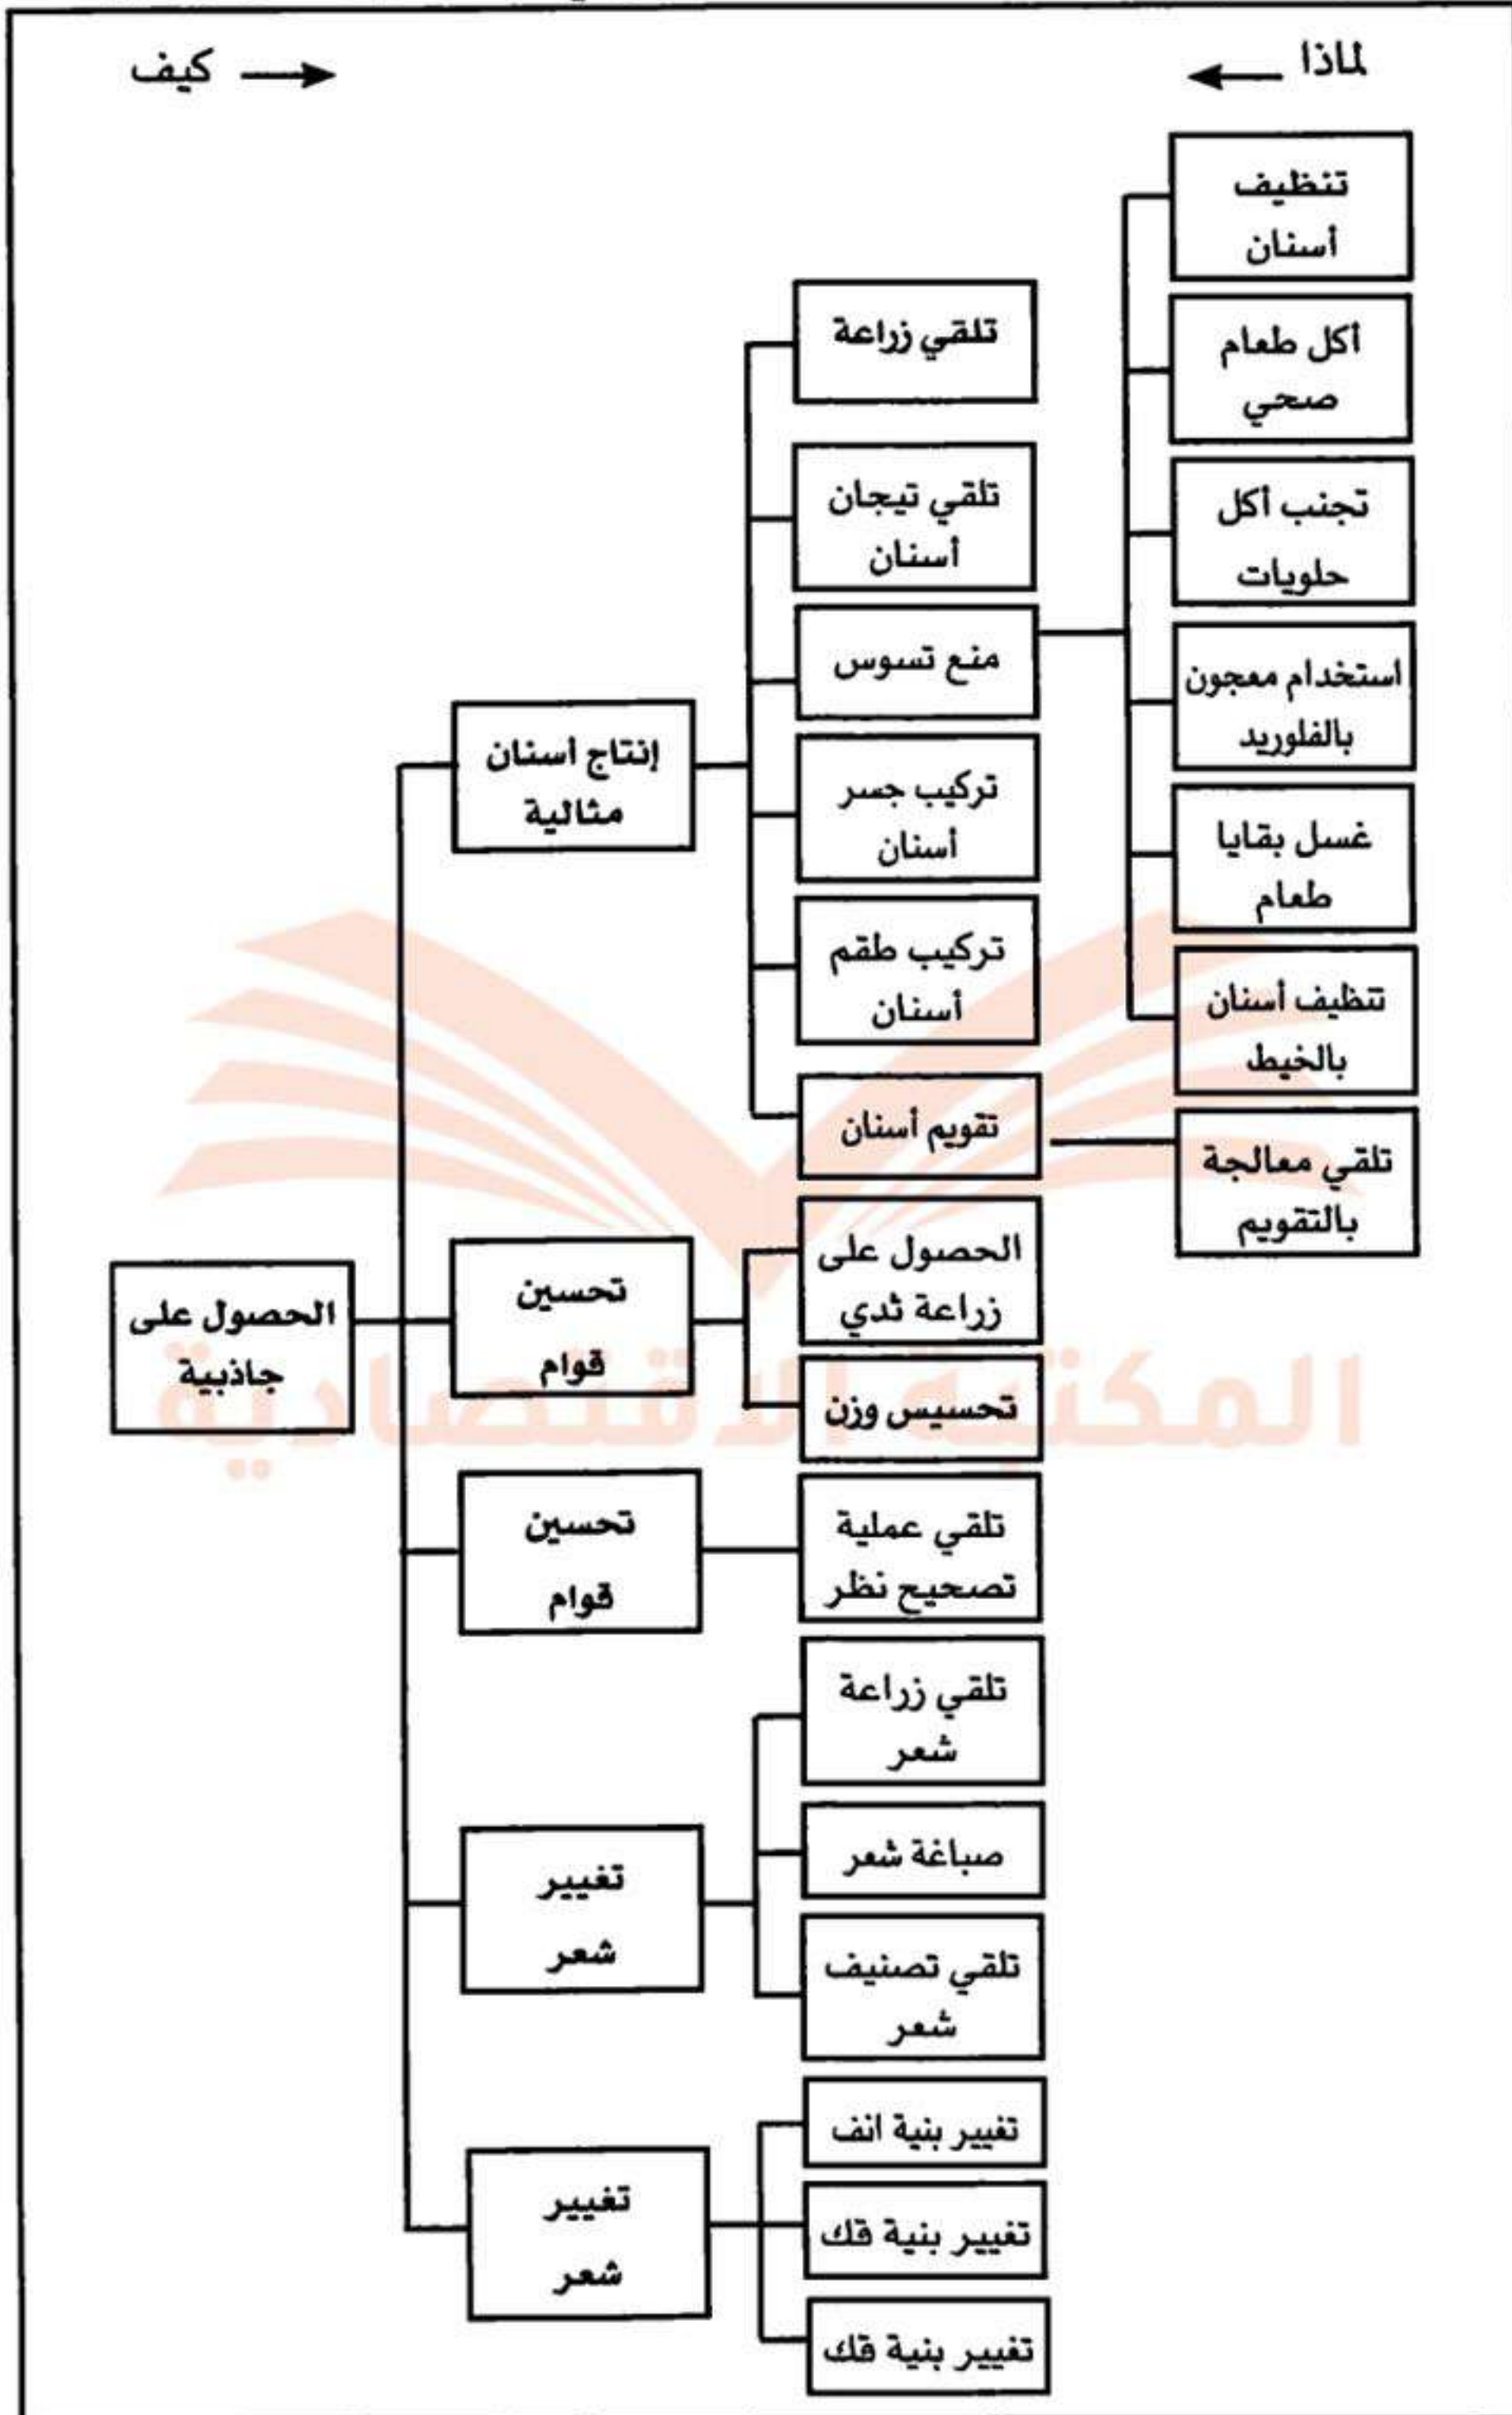 لماذا
كيف
تنظيف
أسنان
أكل طعام
صحي
تجنب أكل
حلويات
استخدام معجون
بالفلوريد
غسل بقايا
طعام
تنظيف أسنان
بالخيط
تلقي معالجة
بالتقويم
تلقي زراعة
تلقي تيجان
أسنان
منع تسوس
تركيب جسر
أسنان
تركيب طقم
أسنان
تقويم أسنان
الحصول على
زراعة ثدي
تحسيس وزن
تلقي عملية
تصحيح نظر
تلقي زراعة
شعر
صباغة شعر
تلقي تصنيف
شعر
تغيير بنية انف
تغيير بنية قك
تغيير بنية قك
إنتاج أسنان
مثالية
تحسين
قوام
تحسين
قوام
تغيير
شعر
تغيير
شعر
الحصول على
جاذبية
المكتبة الاقتصادية